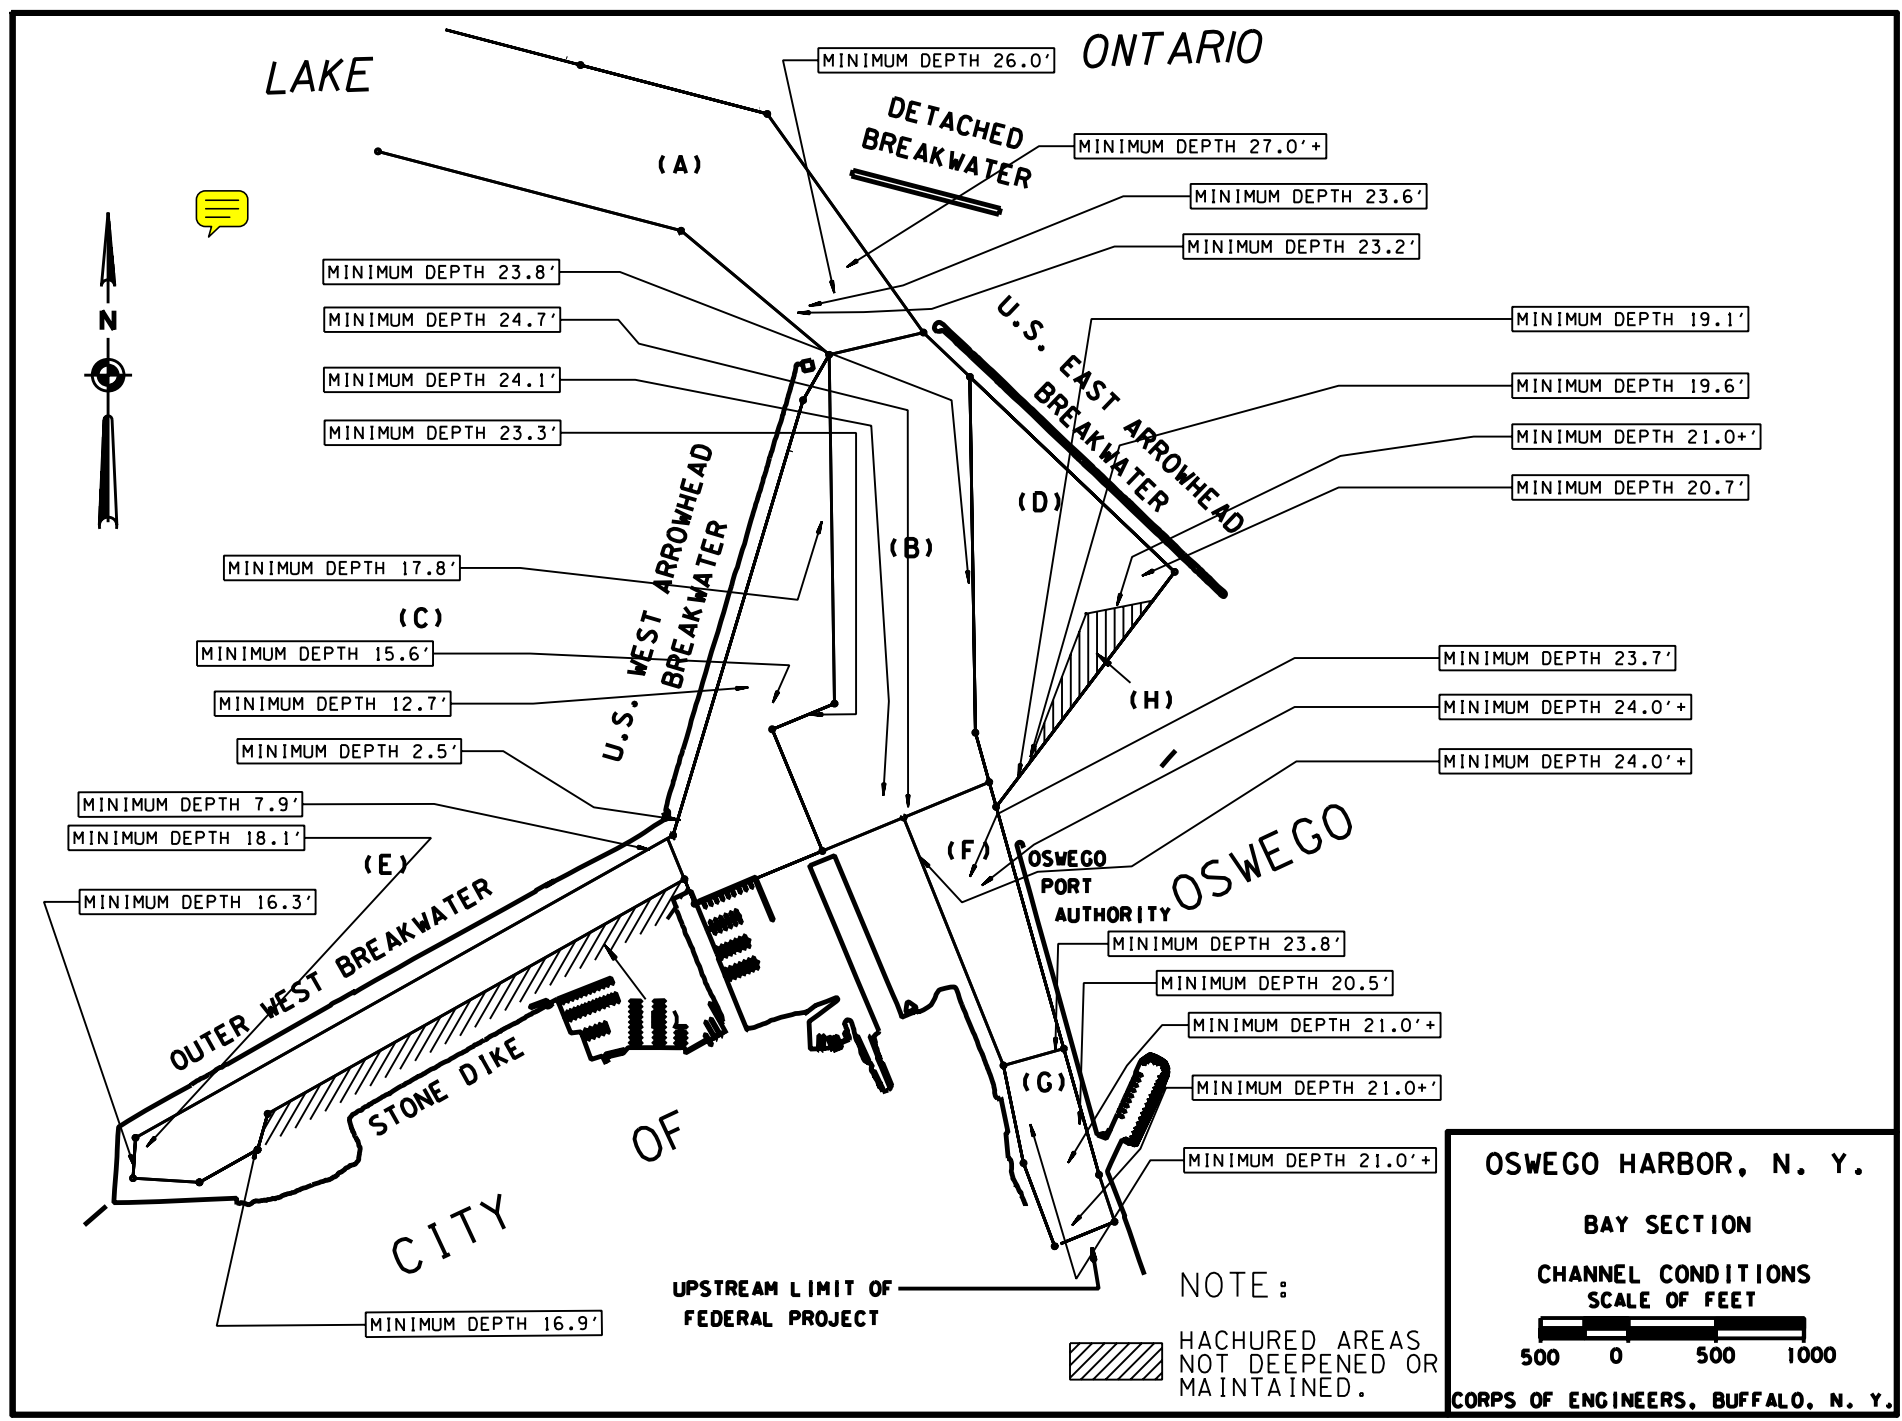 LAKE
ONTARIO
MINIMUM DEPTH 26.0'
DETACHED
BREAKWATER
MINIMUM DEPTH 27.0'+
(A)
MINIMUM DEPTH 23.6'
MINIMUM DEPTH 23.2'
MINIMUM DEPTH 23.8'
MINIMUM DEPTH 24.7'
MINIMUM DEPTH 24.1'
MINIMUM DEPTH 23.3'
N
U.S. EAST ARROWHEAD
BREAKWATER
MINIMUM DEPTH 19.1'
MINIMUM DEPTH 19.6'
MINIMUM DEPTH 21.0+'
MINIMUM DEPTH 20.7'
(D)
(B)
U.S. WEST ARROWHEAD
BREAKWATER
MINIMUM DEPTH 17.8'
(C)
MINIMUM DEPTH 15.6'
MINIMUM DEPTH 12.7'
MINIMUM DEPTH 2.5'
MINIMUM DEPTH 7.9'
MINIMUM DEPTH 18.1'
(E)
MINIMUM DEPTH 16.3'
(H)
MINIMUM DEPTH 23.7'
MINIMUM DEPTH 24.0'+
MINIMUM DEPTH 24.0'+
(F)
OSWEGO
PORT
AUTHORITY
OSWEGO
MINIMUM DEPTH 23.8'
MINIMUM DEPTH 20.5'
MINIMUM DEPTH 21.0'+
MINIMUM DEPTH 21.0+'
MINIMUM DEPTH 21.0'+
(G)
OUTER WEST BREAKWATER
STONE DIKE
OF
CITY
MINIMUM DEPTH 16.9'
UPSTREAM LIMIT OF
FEDERAL PROJECT
NOTE:
HACHURED AREAS
NOT DEEPENED OR
MAINTAINED.
OSWEGO HARBOR, N. Y.
BAY SECTION
CHANNEL CONDITIONS
SCALE OF FEET
500 0 500 1000
CORPS OF ENGINEERS, BUFFALO, N. Y.